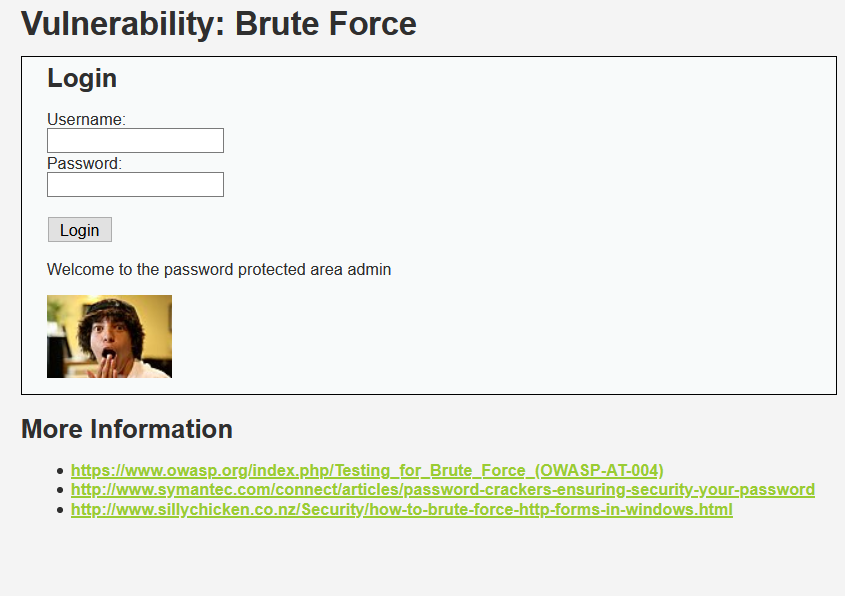 Vulnerability: Brute Force
Login
Username:
Password:
Login
Welcome to the password protected area admin
More Information
https://www.owasp.org/index.php/Testing_for_Brute_Force_(OWASP-AT-004)
http://www.symantec.com/connect/articles/password-crackers-ensuring-security-your-password
http://www.sillychicken.co.nz/Security/how-to-brute-force-http-forms-in-windows.html